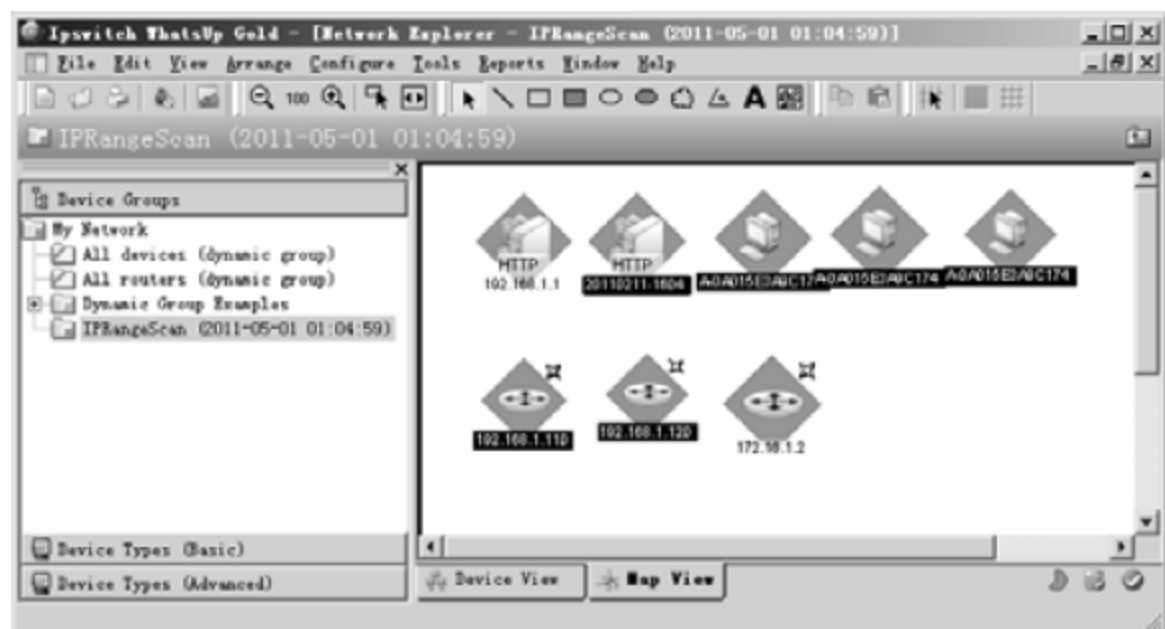 Ipswitch WhatsUp Gold - [Network Explorer - IPRangeScan (2011-05-01 01:04:59)]
File Edit View Arrange Configure Tools Reports Window Help
100
A
IPRangeScan (2011-05-01 01:04:59)
Device Groups
My Network
All devices (dynamic group)
All routers (dynamic group)
Dynamic Group Examples
IPRangeScan (2011-05-01 01:04:59)
Device Types (Basic)
Device Types (Advanced)
HTTP
192.168.1.1
HTTP
20110211-1604
192.168.1.110
192.168.1.120
172.16.1.2
Device View
Map View